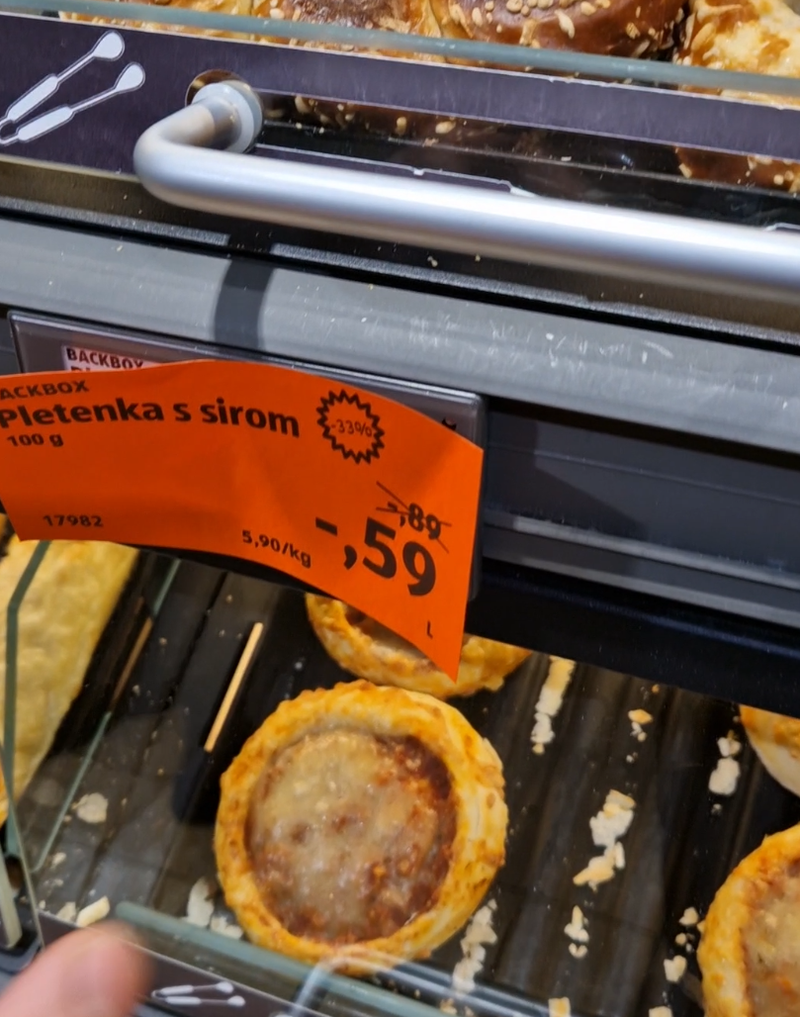 BACKBOX
ACKBOX
Pletenka s sirom
100 g
-33%
-,89
-,59
5,90/kg
17982
L